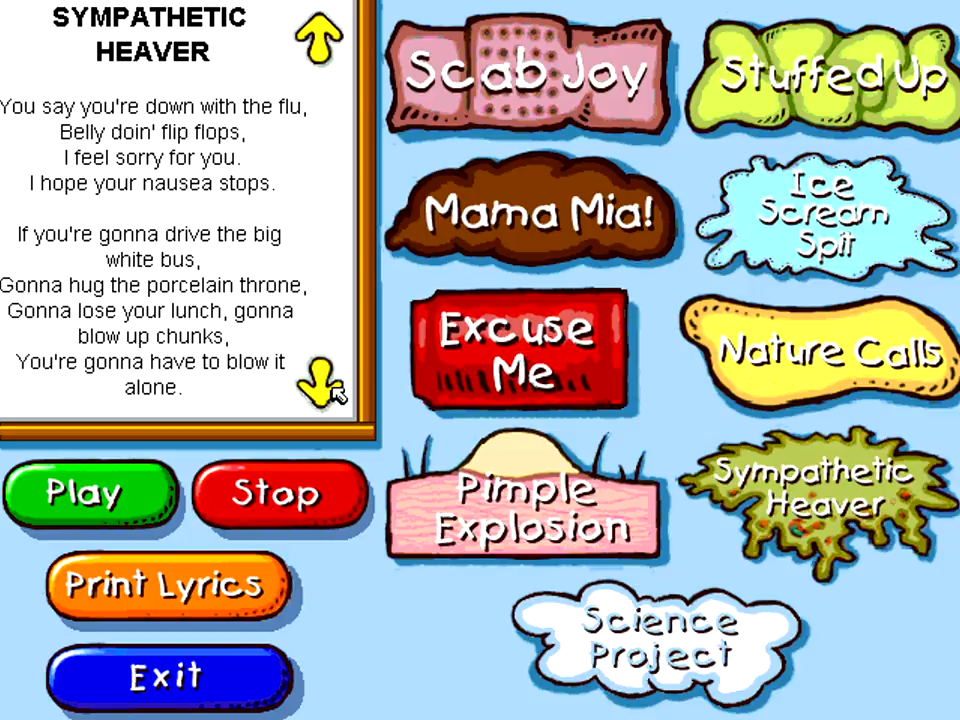 SYMPATHETIC
HEAVER
You say you're down with the flu,
Belly doin' flip flops,
I feel sorry for you.
I hope your nausea stops.
If you're gonna drive the big
white bus,
Gonna hug the porcelain throne,
Gonna lose your lunch, gonna
blow up chunks,
You're gonna have to blow it
alone.
Play
Stop
Print Lyrics
Exit
Scab Joy
Stuffed Up
Mama Mia!
Ice
Scream
Spit
Excuse
Me
Nature Calls
Pimple
Explosion
Sympathetic
Heaver
Science
Project